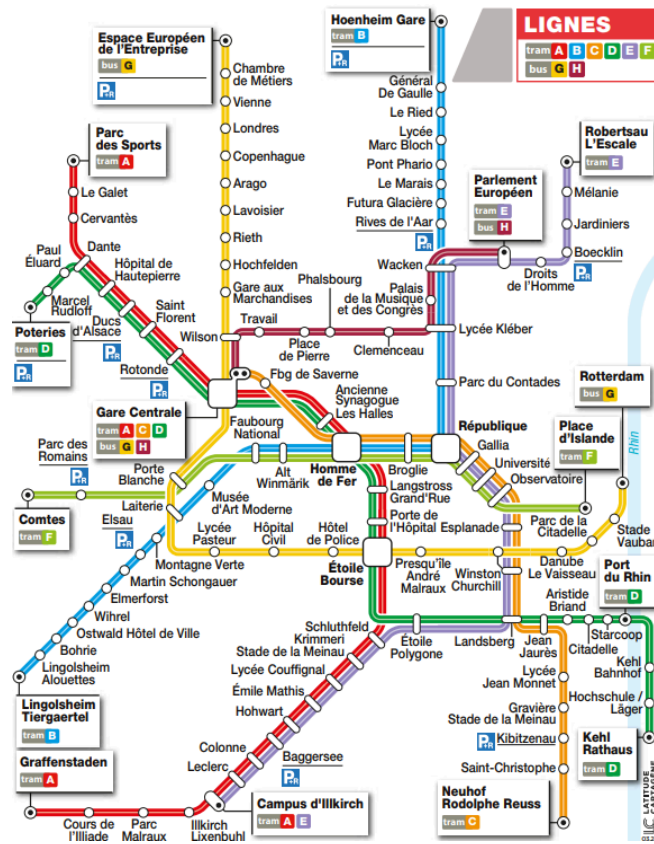 LIGNES
tram A B C D E F
bus G H
Espace Européen
de l'Entreprise
bus G
P+R
Hoenheim Gare
tram B
P+R
Chambre
de Métiers
Vienne
Londres
Copenhague
Arago
Lavoisier
Rieth
Hochfelden
Gare aux
Marchandises
Général
De Gaulle
Le Ried
Lycée
Marc Bloch
Pont Phario
Le Marais
Futura Glacière
Rives de l'Aar
P+R
Parc
des Sports
tram A
Le Galet
Cervantès
Dante
Hôpital de
Hautepierre
Paul
Éluard
Marcel
Rudloff
Ducs
d'Alsace
P+R
Saint
Florent
Rotonde
P+R
Poteries
tram D
P+R
Parlement
Européen
tram E
bus H
Robertsau
L'Escale
tram E
Mélanie
Jardiniers
Boecklin
P+R
Droits
de l'Homme
Wacken
Palais
de la Musique
et des Congrès
Lycée Kléber
Parc du Contades
Wilson
Travail
Phalsbourg
Place
de Pierre
Clemenceau
Fbg de Saverne
Gare Centrale
tram A C D
bus G H
Ancienne
Synagogue
Les Halles
République
Gallia
Université
Observatoire
Rotterdam
bus G
Place
d'Islande
tram F
Rhin
Parc des
Romains
P+R
Porte
Blanche
Faubourg
National
Alt
Winmärik
Homme
de Fer
Broglie
Langstross
Grand'Rue
Porte de
l'Hôpital
Esplanade
Parc de la
Citadelle
Stade
Vauban
Comtes
tram F
Elsau
P+R
Laiterie
Musée
d'Art Moderne
Montagne Verte
Martin Schongauer
Elmerforst
Wihrel
Ostwald Hôtel de Ville
Bohrie
Lingolsheim
Alouettes
Lingolsheim
Tiergaertel
tram B
Lycée
Pasteur
Hôpital
Civil
Hôtel
de Police
Étoile
Bourse
Presqu'île
André
Malraux
Winston
Churchill
Danube
Le Vaisseau
Port
du Rhin
tram D
Aristide
Briand
Citadelle
Starcoop
Kehl
Bahnhof
Hochschule /
Läger
Kehl
Rathaus
tram D
Schluthfeld
Krimmeri
Stade de la Meinau
Lycée Couffignal
Émile Mathis
Hohwart
Colonne
Leclerc
Baggersee
P+R
Étoile
Polygone
Landsberg
Jean
Jaurès
Lycée
Jean Monnet
Gravière
Stade de la Meinau
P+R
Kibitzenau
Saint-Christophe
Neuhof
Rodolphe Reuss
tram C
Graffenstaden
tram A
Cours de
l'Illiade
Parc
Malraux
Illkirch
Lixenbuhl
Campus d'Illkirch
tram A E
LATITUDE
CARTAGÈNE